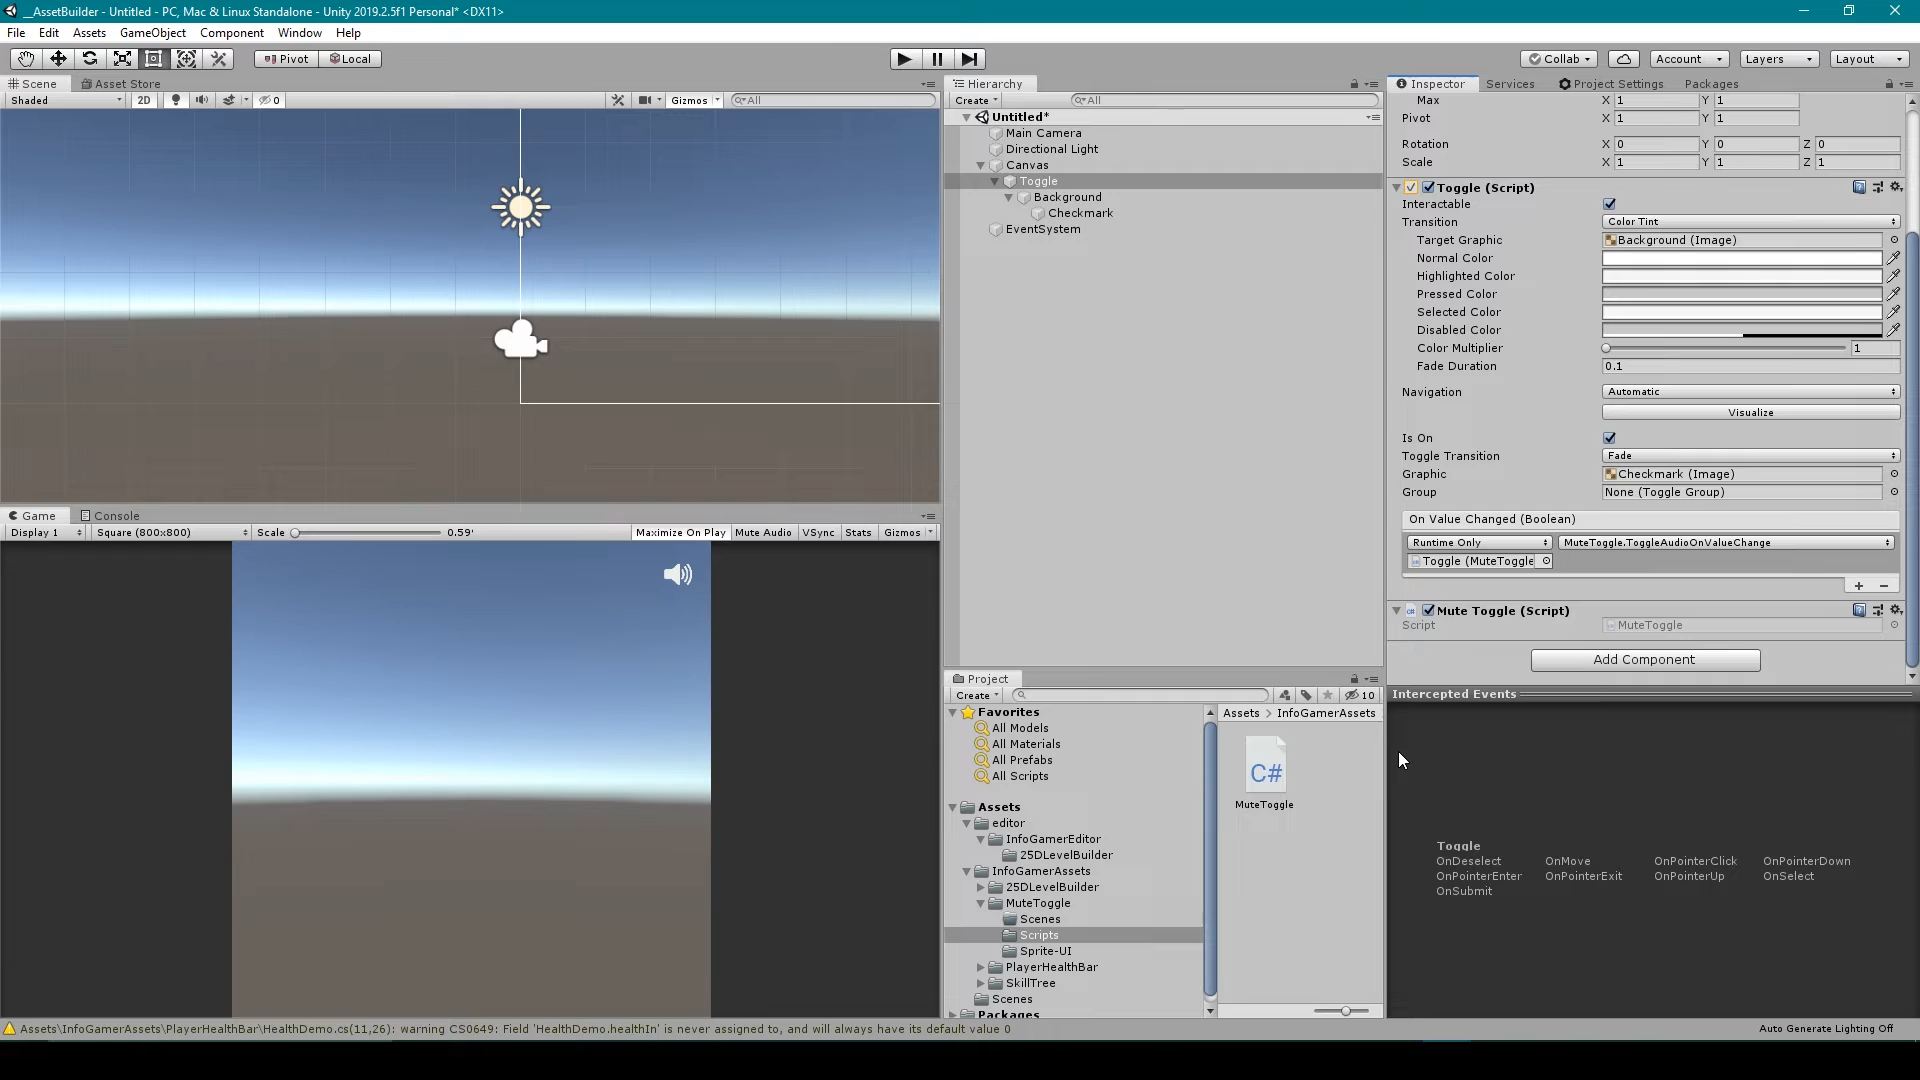 __AssetBuilder - Untitled - PC, Mac & Linux Standalone - Unity 2019.2.5f1 Personal* <DX11>
File Edit Assets GameObject Component Window Help
Pivot Local
Collab Account Layers Layout
Scene Asset Store
Shaded 2D 0 Gizmos All
Hierarchy
Create All
Untitled*
Main Camera
Directional Light
Canvas
Toggle
Background
Checkmark
EventSystem
Inspector Services Project Settings Packages
Max X 1 Y 1
Pivot X 1 Y 1
Rotation X 0 Y 0 Z 0
Scale X 1 Y 1 Z 1
Toggle (Script)
Interactable
Transition Color Tint
Target Graphic Background (Image)
Normal Color
Highlighted Color
Pressed Color
Selected Color
Disabled Color
Color Multiplier 1
Fade Duration 0.1
Navigation Automatic
Visualize
Is On
Toggle Transition Fade
Graphic Checkmark (Image)
Group None (Toggle Group)
On Value Changed (Boolean)
Runtime Only MuteToggle.ToggleAudioOnValueChange
Toggle (MuteToggle
+ −
Mute Toggle (Script)
Script MuteToggle
Add Component
Intercepted Events
Toggle
OnDeselect OnMove OnPointerClick OnPointerDown
OnPointerEnter OnPointerExit OnPointerUp OnSelect
OnSubmit
Game Console
Display 1 Square (800x800) Scale 0.59' Maximize On Play Mute Audio VSync Stats Gizmos
Project
Create 10
Favorites
All Models
All Materials
All Prefabs
All Scripts
Assets
editor
InfoGamerEditor
25DLevelBuilder
InfoGamerAssets
25DLevelBuilder
MuteToggle
Scenes
Scripts
Sprite-UI
PlayerHealthBar
SkillTree
Scenes
Packages
Assets > InfoGamerAssets
C#
MuteToggle
Assets\InfoGamerAssets\PlayerHealthBar\HealthDemo.cs(11,26): warning CS0649: Field 'HealthDemo.healthIn' is never assigned to, and will always have its default value 0
Auto Generate Lighting Off